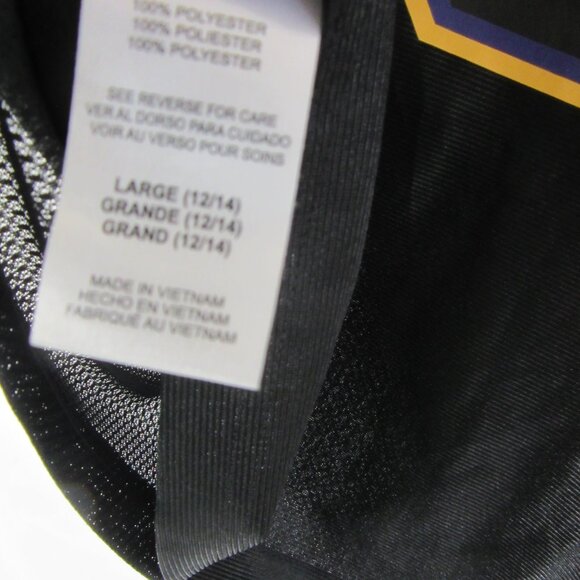 100% POLYESTER
100% POLIESTER
100% POLYESTER
SEE REVERSE FOR CARE
VER AL DORSO PARA CUIDADO
VOIR AU VERSO POUR SOINS
LARGE (12/14)
GRANDE (12/14)
GRAND (12/14)
MADE IN VIETNAM
HECHO EN VIETNAM
FABRIQUÉ AU VIETNAM